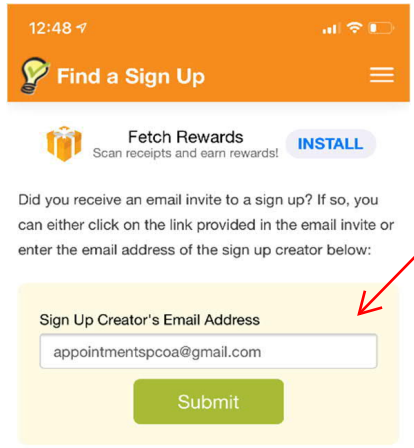 12:48
Find a Sign Up
Fetch Rewards
Scan receipts and earn rewards!
INSTALL
Did you receive an email invite to a sign up? If so, you
can either click on the link provided in the email invite or
enter the email address of the sign up creator below:
Sign Up Creator's Email Address
appointmentspcoa@gmail.com
Submit